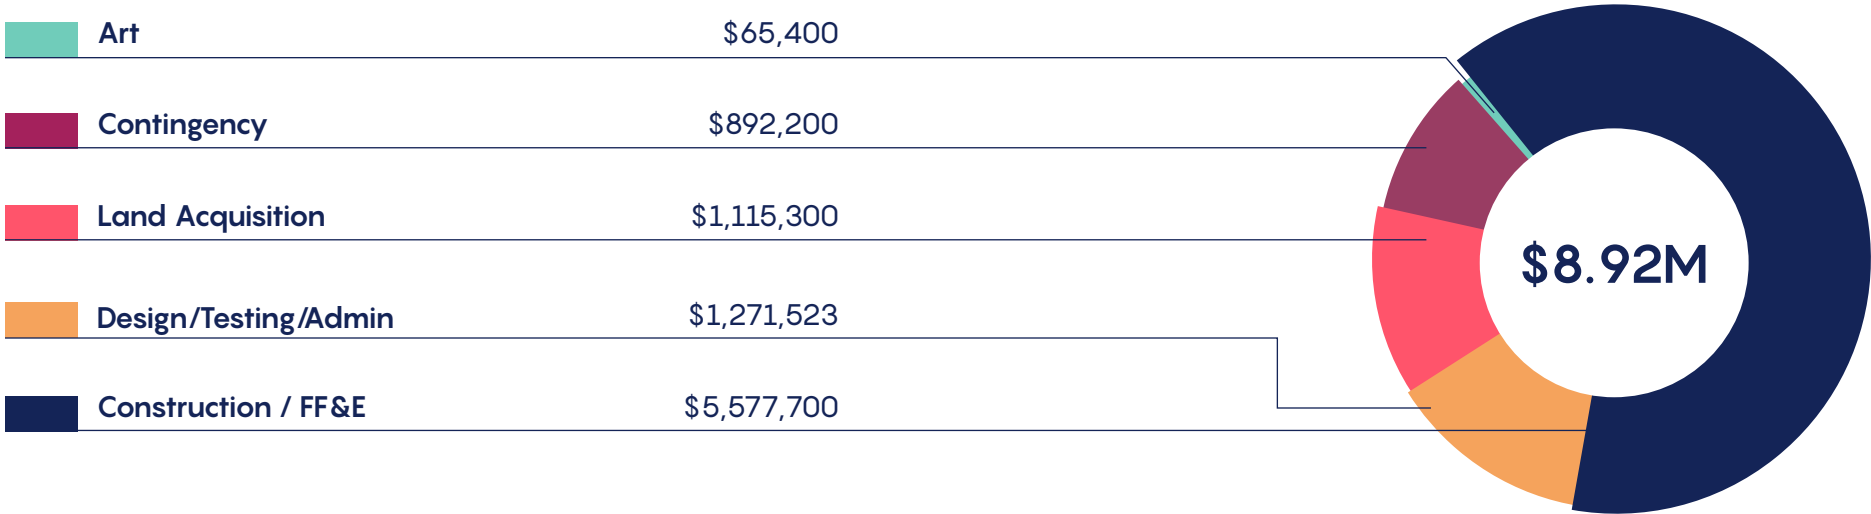 Art $65,400
Contingency $892,200
Land Acquisition $1,115,300
$8.92M
Design/Testing/Admin $1,271,523
Construction / FF&E $5,577,700